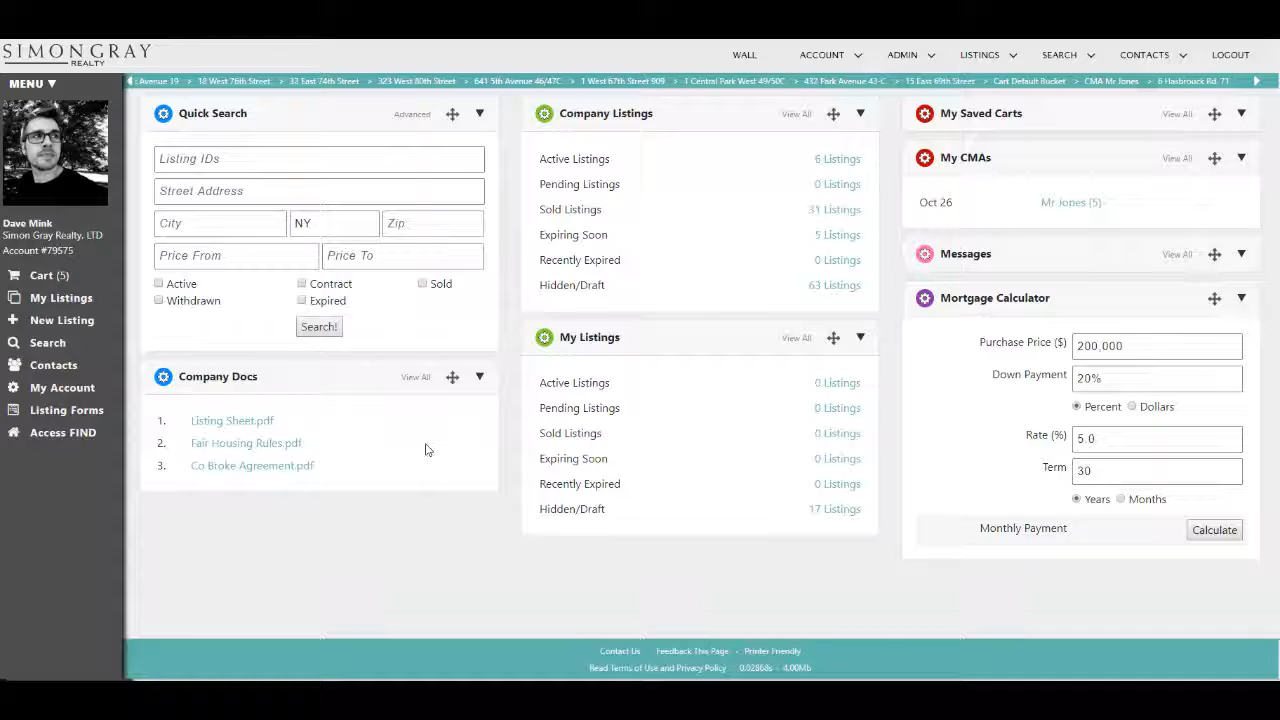 SIMON GRAY
REALTY
WALL ACCOUNT ADMIN LISTINGS SEARCH CONTACTS LOGOUT
MENU ▼
Avenue 19 > 18 West 76th Street > 32 East 74th Street > 323 West 80th Street > 641 5th Avenue 46/47C > 1 West 67th Street 909 > 1 Central Park West 49/50C > 432 Park Avenue 43-C > 15 East 69th Street > Cart Default Bucket > CMA Mr Jones > 6 Hasbrouck Rd. 71
Dave Mink
Simon Gray Realty, LTD
Account #79575
Cart (5)
My Listings
New Listing
Search
Contacts
My Account
Listing Forms
Access FIND
Quick Search Advanced
Listing IDs
Street Address
City NY Zip
Price From Price To
Active Contract Sold
Withdrawn Expired
Search!
Company Docs View All
1. Listing Sheet.pdf
2. Fair Housing Rules.pdf
3. Co Broke Agreement.pdf
Company Listings View All
Active Listings 6 Listings
Pending Listings 0 Listings
Sold Listings 31 Listings
Expiring Soon 5 Listings
Recently Expired 0 Listings
Hidden/Draft 63 Listings
My Listings View All
Active Listings 0 Listings
Pending Listings 0 Listings
Sold Listings 0 Listings
Expiring Soon 0 Listings
Recently Expired 0 Listings
Hidden/Draft 17 Listings
My Saved Carts View All
My CMAs View All
Oct 26 Mr Jones (5)
Messages View All
Mortgage Calculator
Purchase Price ($) 200,000
Down Payment 20%
Percent Dollars
Rate (%) 5.0
Term 30
Years Months
Monthly Payment Calculate
Contact Us Feedback This Page - Printer Friendly
Read Terms of Use and Privacy Policy 0.02868s - 4.00Mb